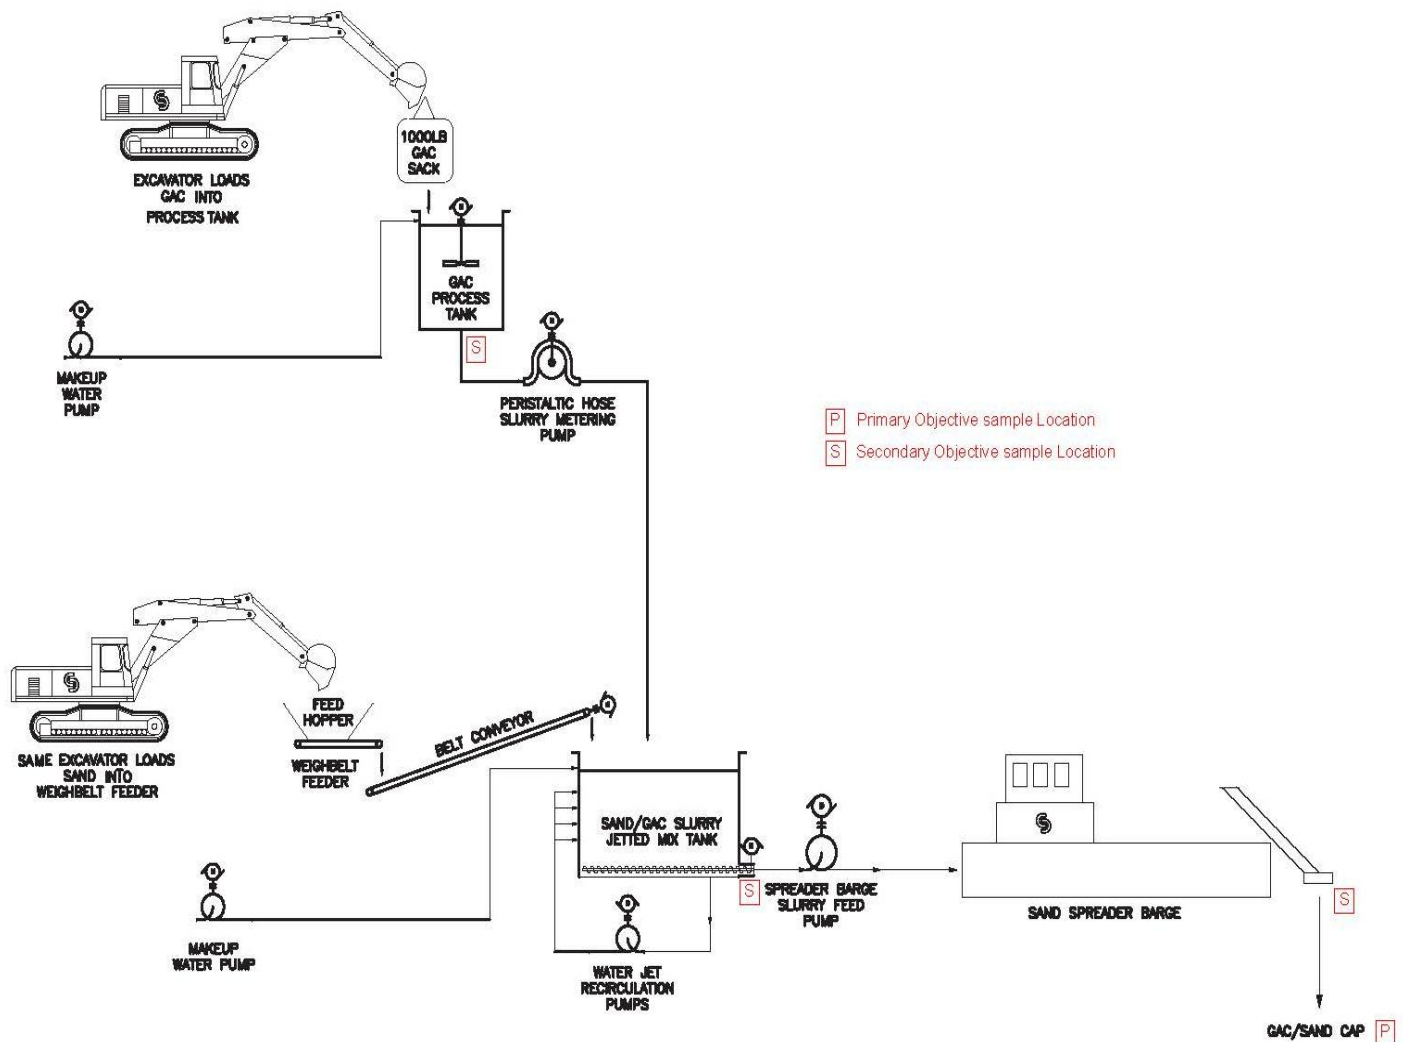 1000LB
GAC
SACK
EXCAVATOR LOADS
GAC INTO
PROCESS TANK
GAC
PROCESS
TANK
S
MAKEUP
WATER
PUMP
PERISTALTIC HOSE
SLURRY METERING
PUMP
P Primary Objective sample Location
S Secondary Objective sample Location
FEED
HOPPER
BELT CONVEYOR
SAME EXCAVATOR LOADS
SAND INTO
WEIGHBELT FEEDER
WEIGHBELT
FEEDER
SAND/GAC SLURRY
JETTED MIX TANK
S
SPREADER BARGE
SLURRY FEED
PUMP
SAND SPREADER BARGE
S
MAKEUP
WATER PUMP
WATER JET
RECIRCULATION
PUMPS
GAC/SAND CAP P